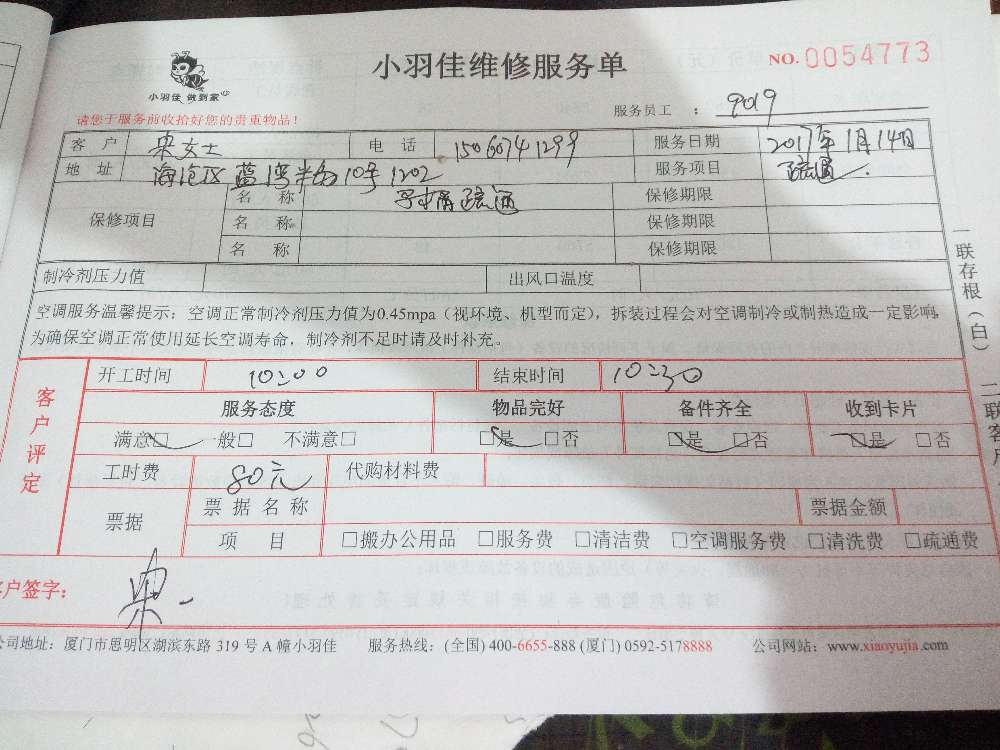 小羽佳 做到家
小羽佳维修服务单
NO. 0054773
请您于服务前收拾好您的贵重物品!
服务员工 : 9019
客 户 宋女士 电 话 15060741299 服务日期 2017年1月14日
地 址 海沧区蓝湾半岛10号1202 服务项目 疏通
保修项目
名 称 疏通 保修期限
名 称 保修期限
名 称 保修期限
制冷剂压力值 出风口温度
空调服务温馨提示:空调正常制冷剂压力值为0.45mpa(视环境、机型而定),拆装过程会对空调制冷或制热造成一定影响,
为确保空调正常使用延长空调寿命,制冷剂不足时请及时补充。
客户评定
开工时间 10:00 结束时间 10:30
服务态度 物品完好 备件齐全 收到卡片
满意□ 一般□ 不满意□ □是 □否 □是 □否 □是 □否
工时费 80元 代购材料费
票据
票 据 名 称 票据金额
项 目 □搬办公用品 □服务费 □清洁费 □空调服务费 □清洗费 □疏通费
户签字:
公司地址:厦门市思明区湖滨东路 319 号 A 幢小羽佳 服务热线:(全国) 400-6655-888 (厦门) 0592-5178888 公司网站:www.xiaoyujia.com
一联存根(白)
二联客户